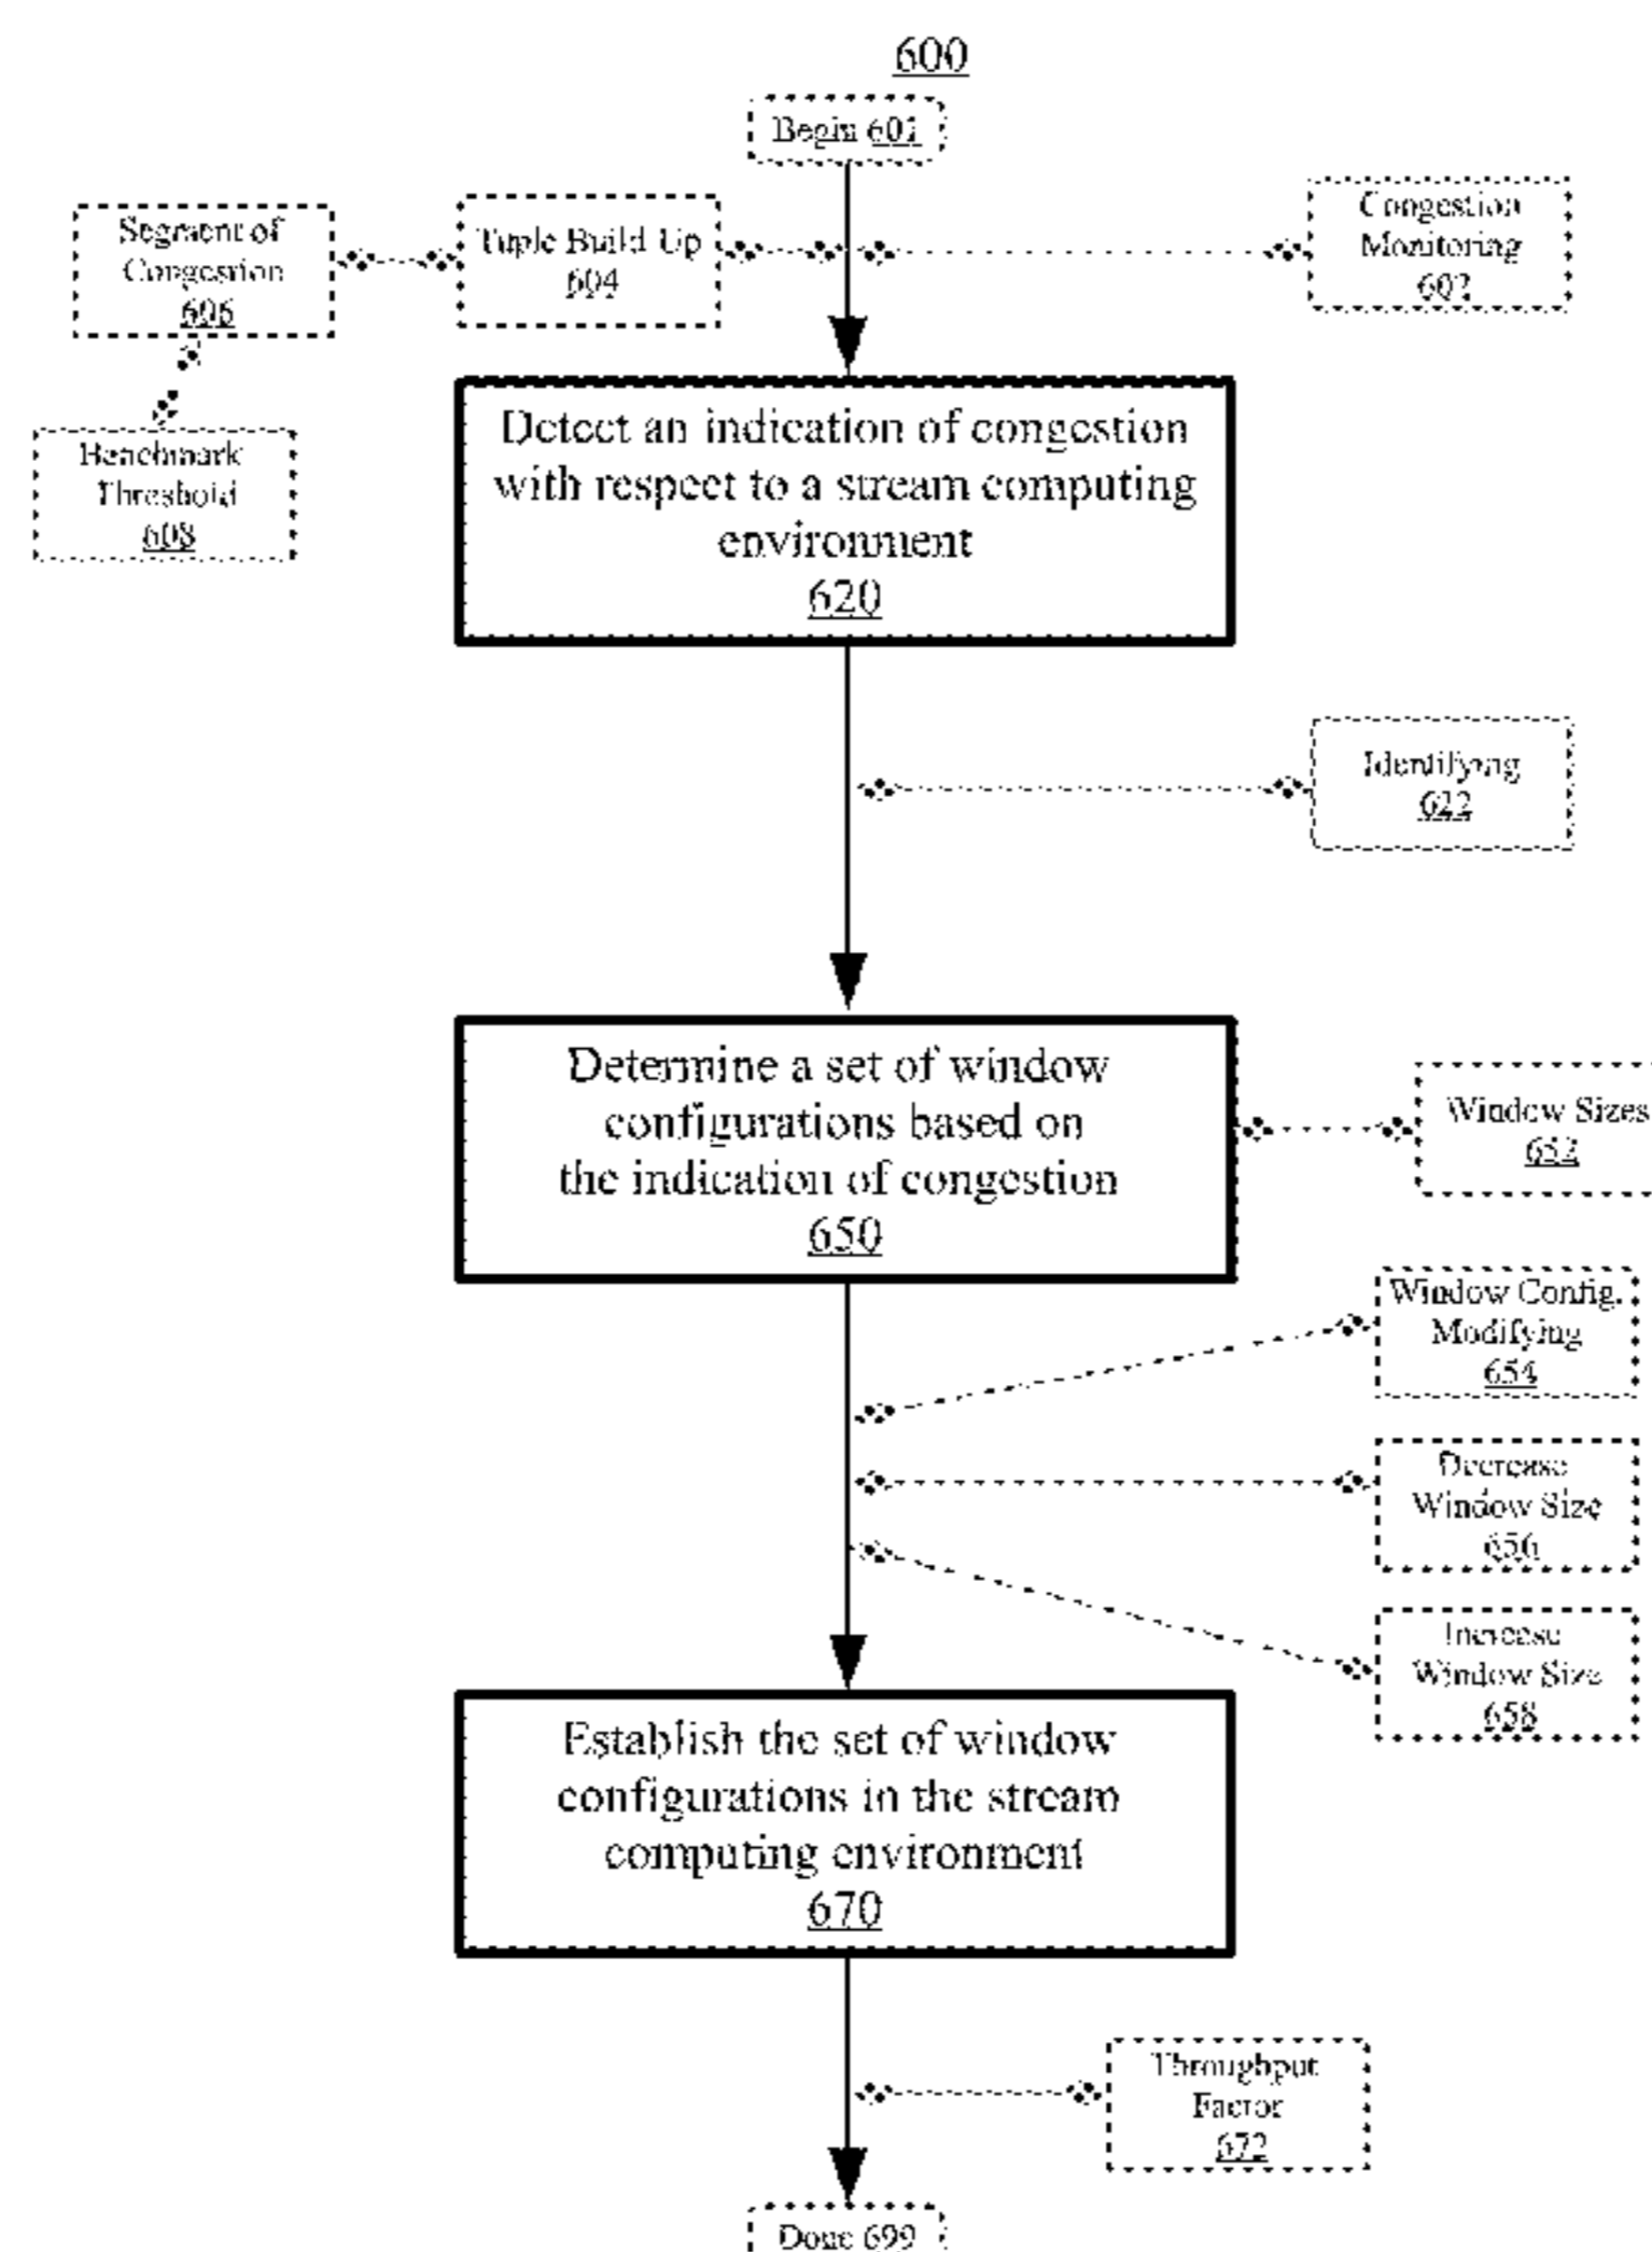 600
Begin 601
Segment of
Congestion
606
Tuple Build Up
604
Congestion
Monitoring
602
Benchmark
Threshold
608
Detect an indication of congestion
with respect to a stream computing
environment
620
Identifying
622
Determine a set of window
configurations based on
the indication of congestion
650
Window Sizes
652
Window Config.
Modifying
654
Decrease
Window Size
656
Increase
Window Size
658
Establish the set of window
configurations in the stream
computing environment
670
Throughput
Factor
672
Done 699